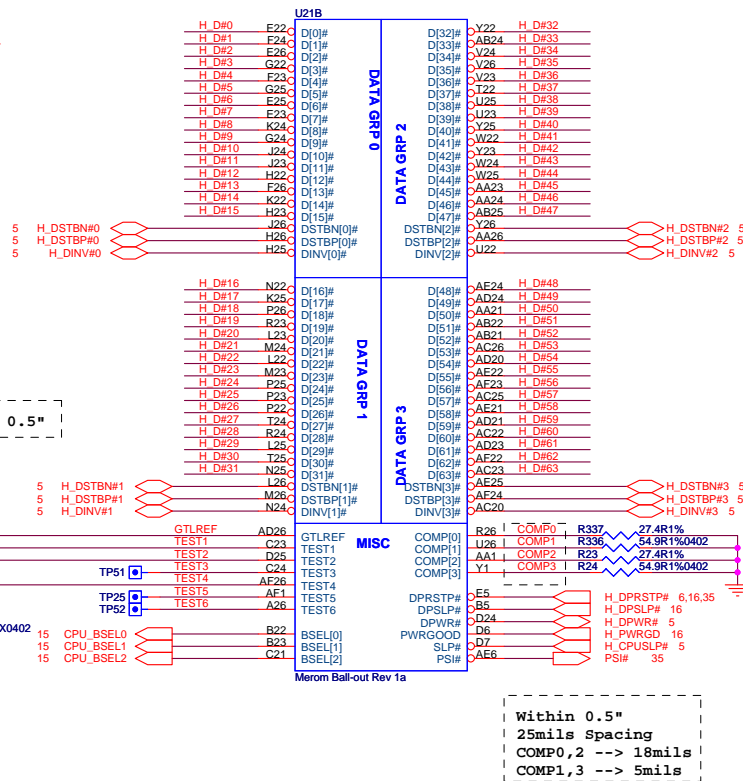 U21B
H_D#0 E22 D[0]# D[32]# Y22 H_D#32
H_D#1 F24 D[1]# D[33]# AB24 H_D#33
H_D#2 E26 D[2]# D[34]# V24 H_D#34
H_D#3 G22 D[3]# D[35]# V26 H_D#35
H_D#4 F23 D[4]# D[36]# V23 H_D#36
H_D#5 G25 D[5]# D[37]# T22 H_D#37
H_D#6 E25 D[6]# D[38]# U25 H_D#38
H_D#7 E23 D[7]# D[39]# U23 H_D#39
H_D#8 K24 D[8]# D[40]# Y25 H_D#40
H_D#9 G24 D[9]# D[41]# W22 H_D#41
H_D#10 J24 D[10]# D[42]# Y23 H_D#42
H_D#11 J23 D[11]# D[43]# W24 H_D#43
H_D#12 H22 D[12]# D[44]# W25 H_D#44
H_D#13 F26 D[13]# D[45]# AA23 H_D#45
H_D#14 K22 D[14]# D[46]# AA24 H_D#46
H_D#15 H23 D[15]# D[47]# AB25 H_D#47
5 H_DSTBN#0 J26 DSTBN[0]# DSTBN[2]# Y26 H_DSTBN#2 5
5 H_DSTBP#0 H26 DSTBP[0]# DSTBP[2]# AA26 H_DSTBP#2 5
5 H_DINV#0 H25 DINV[0]# DINV[2]# U22 H_DINV#2 5
DATA GRP 0
DATA GRP 2
H_D#16 N22 D[16]# D[48]# AE24 H_D#48
H_D#17 K25 D[17]# D[49]# AD24 H_D#49
H_D#18 P26 D[18]# D[50]# AA21 H_D#50
H_D#19 R23 D[19]# D[51]# AB22 H_D#51
H_D#20 L23 D[20]# D[52]# AB21 H_D#52
H_D#21 M24 D[21]# D[53]# AC26 H_D#53
H_D#22 L22 D[22]# D[54]# AD20 H_D#54
H_D#23 M23 D[23]# D[55]# AE22 H_D#55
H_D#24 P25 D[24]# D[56]# AF23 H_D#56
H_D#25 P23 D[25]# D[57]# AC25 H_D#57
H_D#26 P22 D[26]# D[58]# AE21 H_D#58
H_D#27 T24 D[27]# D[59]# AD21 H_D#59
H_D#28 R24 D[28]# D[60]# AC22 H_D#60
H_D#29 L25 D[29]# D[61]# AD23 H_D#61
H_D#30 T25 D[30]# D[62]# AF22 H_D#62
H_D#31 N25 D[31]# D[63]# AC23 H_D#63
5 H_DSTBN#1 L26 DSTBN[1]# DSTBN[3]# AE25 H_DSTBN#3 5
5 H_DSTBP#1 M26 DSTBP[1]# DSTBP[3]# AF24 H_DSTBP#3 5
5 H_DINV#1 N24 DINV[1]# DINV[3]# AC20 H_DINV#3 5
DATA GRP 1
DATA GRP 3
0.5"
MISC
GTLREF AD26 GTLREF COMP[0] R26 COMP0 R337 27.4R1%
TEST1 C23 TEST1 COMP[1] U26 COMP1 R336 54.9R1%0402
TEST2 D25 TEST2 COMP[2] AA1 COMP2 R23 27.4R1%
TP51 TEST3 C24 TEST3 COMP[3] Y1 COMP3 R24 54.9R1%0402
TEST4 AF26 TEST4
TP25 TEST5 AF1 TEST5 DPRSTP# E5 H_DPRSTP# 6,16,35
TP52 TEST6 A26 TEST6 DPSLP# B5 H_DPSLP# 16
DPWR# D24 H_DPWR# 5
X0402 15 CPU_BSEL0 B22 BSEL[0] PWRGOOD D6 H_PWRGD 16
15 CPU_BSEL1 B23 BSEL[1] SLP# D7 H_CPUSLP# 5
15 CPU_BSEL2 C21 BSEL[2] PSI# AE6 PSI# 35
Merom Ball-out Rev 1a
Within 0.5"
25mils Spacing
COMP0,2 --> 18mils
COMP1,3 --> 5mils